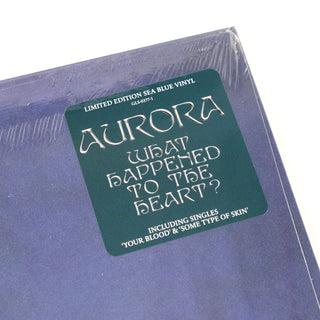 LIMITED EDITION SEA BLUE VINYL
GLS-0377-1
AURORA
WHAT
HAPPENED
TO THE
HEART?
INCLUDING SINGLES
'YOUR BLOOD' & 'SOME TYPE OF SKIN'